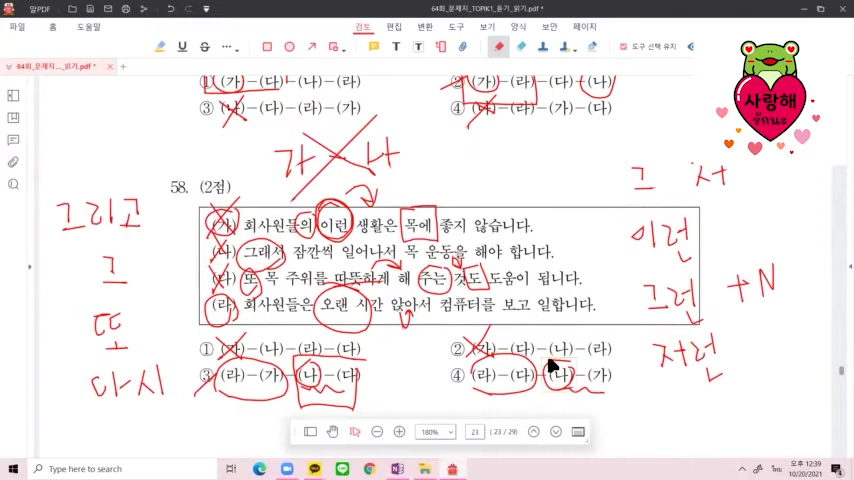 알PDF
64회_문제지_TOPIK1_듣기_읽기.pdf *
파일 홈 도움말
검토 편집 변환 도구 보기 양식 보안 페이지
도구 선택 유지
64회_문제지 ..._읽기.pdf * ×
① (가)－(다)－(나)－(라) ② (가)－(라)－(다)－(나)
③ (나)－(다)－(라)－(가) ④ (나)－(라)－(가)－(다)
사랑해
ซารังแฮ
가 나
58. (2점)
(가) 회사원들의 이런 생활은 목에 좋지 않습니다.
(나) 그래서 잠깐씩 일어나서 목 운동을 해야 합니다.
(다) 또 목 주위를 따뜻하게 해 주는 것도 도움이 됩니다.
(라) 회사원들은 오랜 시간 앉아서 컴퓨터를 보고 일합니다.
① (가)－(나)－(라)－(다) ② (가)－(다)－(나)－(라)
③ (라)－(가)－(나)－(다) ④ (라)－(다)－(나)－(가)
그리고
그
또
다시
이런
그런 + N
저런
180% 23 (23 / 29)
Type here to search
오후 12:39
10/20/2021